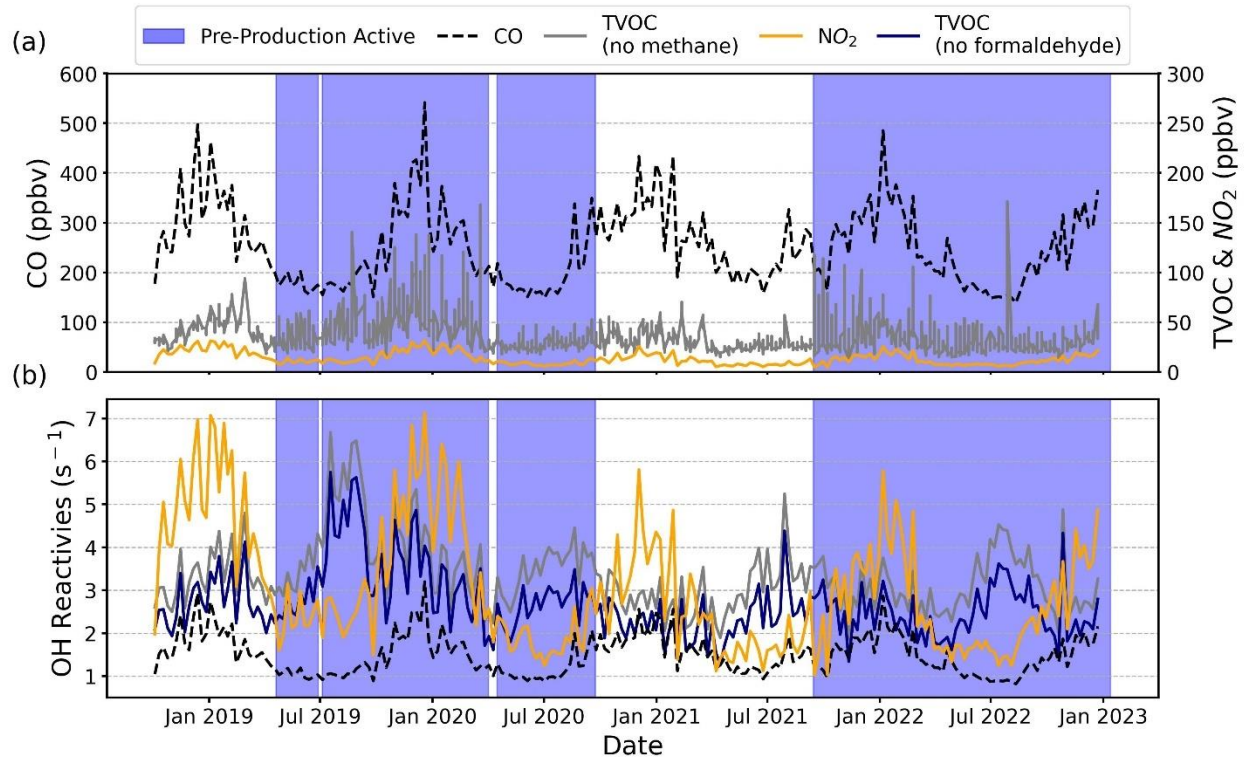 Pre-Production Active CO TVOC (no methane) NO₂ TVOC (no formaldehyde)
(a)
600
500
400
300
200
100
0
CO (ppbv)
300
250
200
150
100
50
0
TVOC & NO₂ (ppbv)
(b)
7
6
5
4
3
2
1
OH Reactivies (s⁻¹)
Jan 2019 Jul 2019 Jan 2020 Jul 2020 Jan 2021 Jul 2021 Jan 2022 Jul 2022 Jan 2023
Date